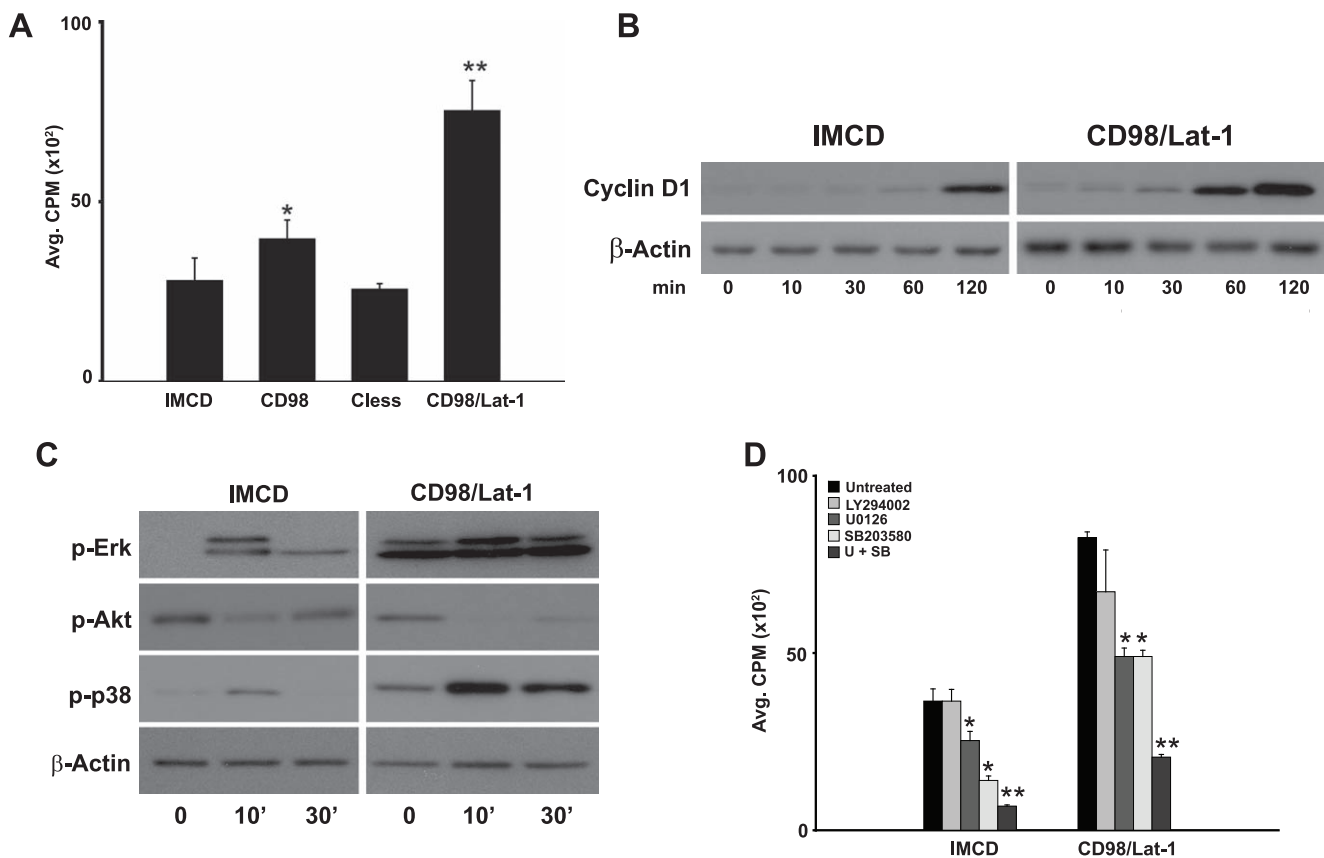 A
100
50
0
Avg. CPM (x10²)
*
**
IMCD CD98 Cless CD98/Lat-1
B
IMCD CD98/Lat-1
Cyclin D1
β-Actin
min 0 10 30 60 120 0 10 30 60 120
C
IMCD CD98/Lat-1
p-Erk
p-Akt
p-p38
β-Actin
0 10' 30' 0 10' 30'
D
100
50
0
Avg. CPM (x10²)
Untreated
LY294002
U0126
SB203580
U + SB
*
*
**
* *
**
IMCD CD98/Lat-1